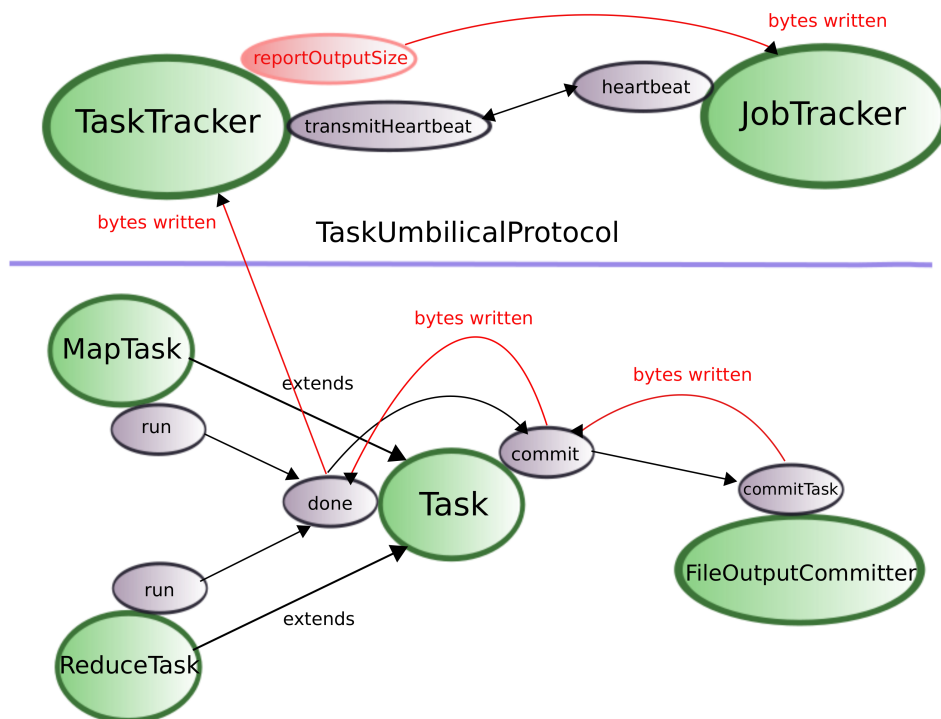 bytes written
reportOutputSize
heartbeat
TaskTracker
transmitHeartbeat
JobTracker
bytes written
TaskUmbilicalProtocol
bytes written
MapTask
extends
bytes written
run
commit
done
Task
commitTask
FileOutputCommitter
run
extends
ReduceTask